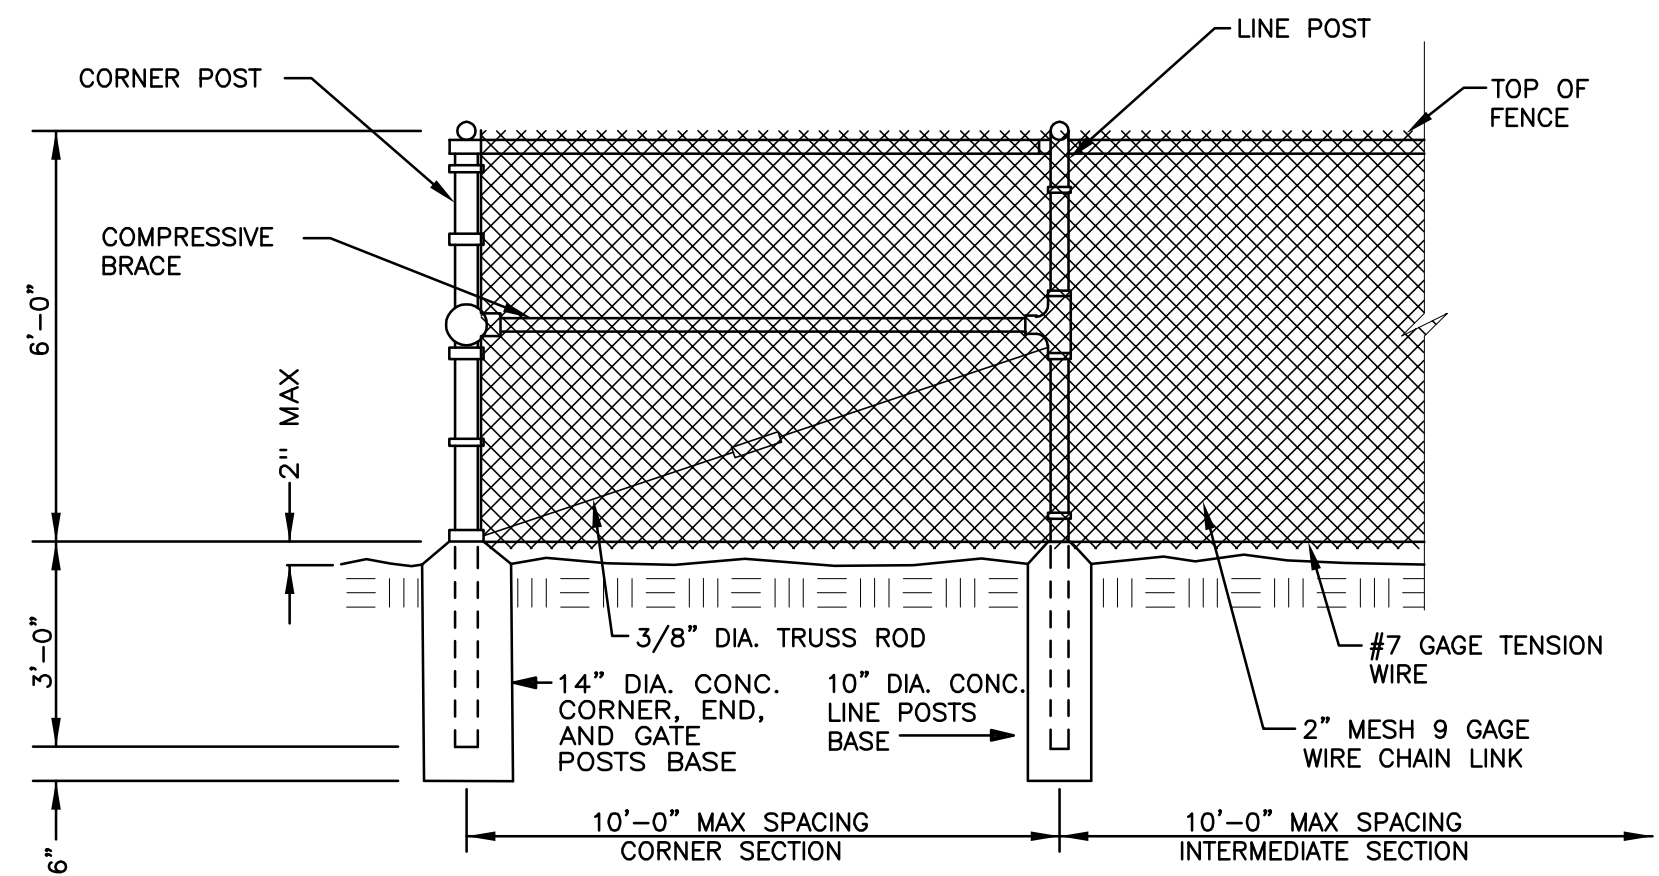 LINE POST
CORNER POST
TOP OF
FENCE
COMPRESSIVE
BRACE
6'-0"
2" MAX
3'-0"
6"
3/8" DIA. TRUSS ROD
14" DIA. CONC.
CORNER, END,
AND GATE
POSTS BASE
10" DIA. CONC.
LINE POSTS
BASE
#7 GAGE TENSION
WIRE
2" MESH 9 GAGE
WIRE CHAIN LINK
10'-0" MAX SPACING
CORNER SECTION
10'-0" MAX SPACING
INTERMEDIATE SECTION